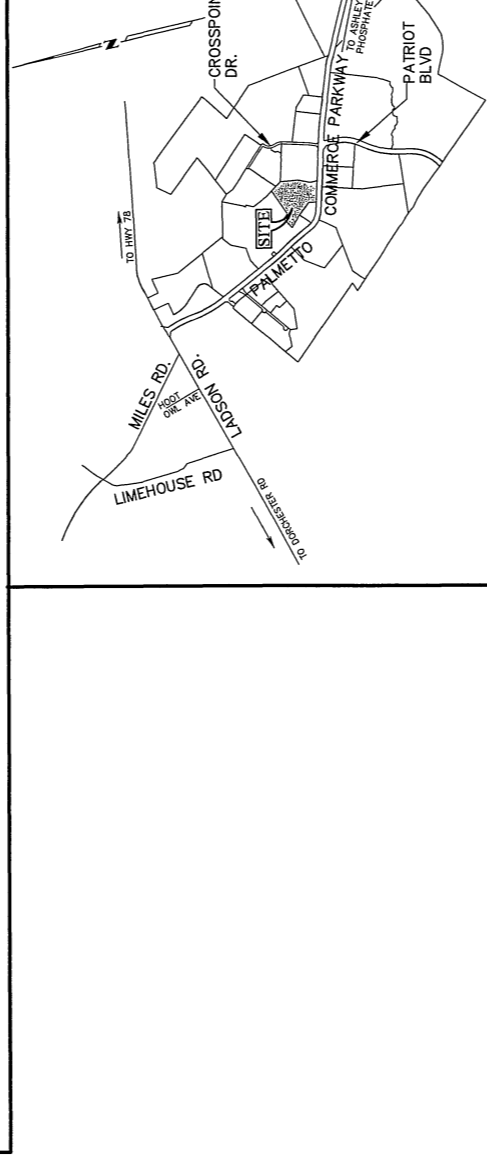 N
CROSSPOIN
DR.
TO HWY 78
TO ASHLEY
PHOSPHATE
PATRIOT
BLVD
PALMETTO COMMERCE PARKWAY
SITE
MILES RD.
HOOT
OWL AVE
LADSON RD.
LIMEHOUSE RD
TO DORCHESTER RD